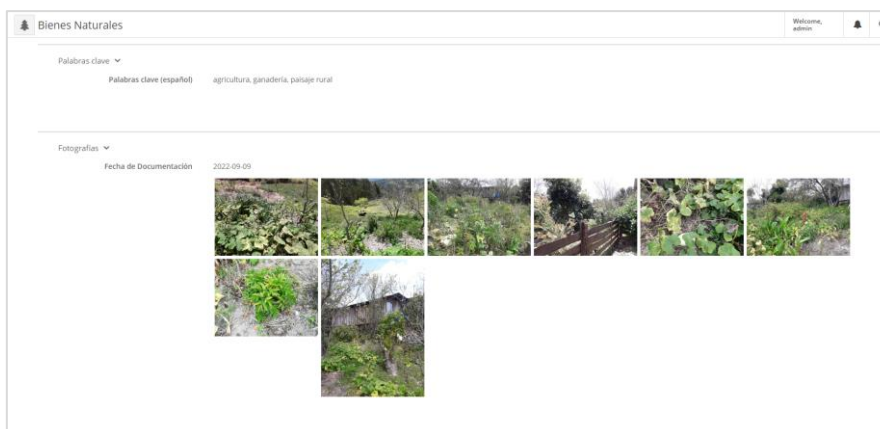 Bienes Naturales
Welcome,
admin
Palabras clave
Palabras clave (español) agricultura, ganadería, paisaje rural
Fotografías
Fecha de Documentación 2022-09-09